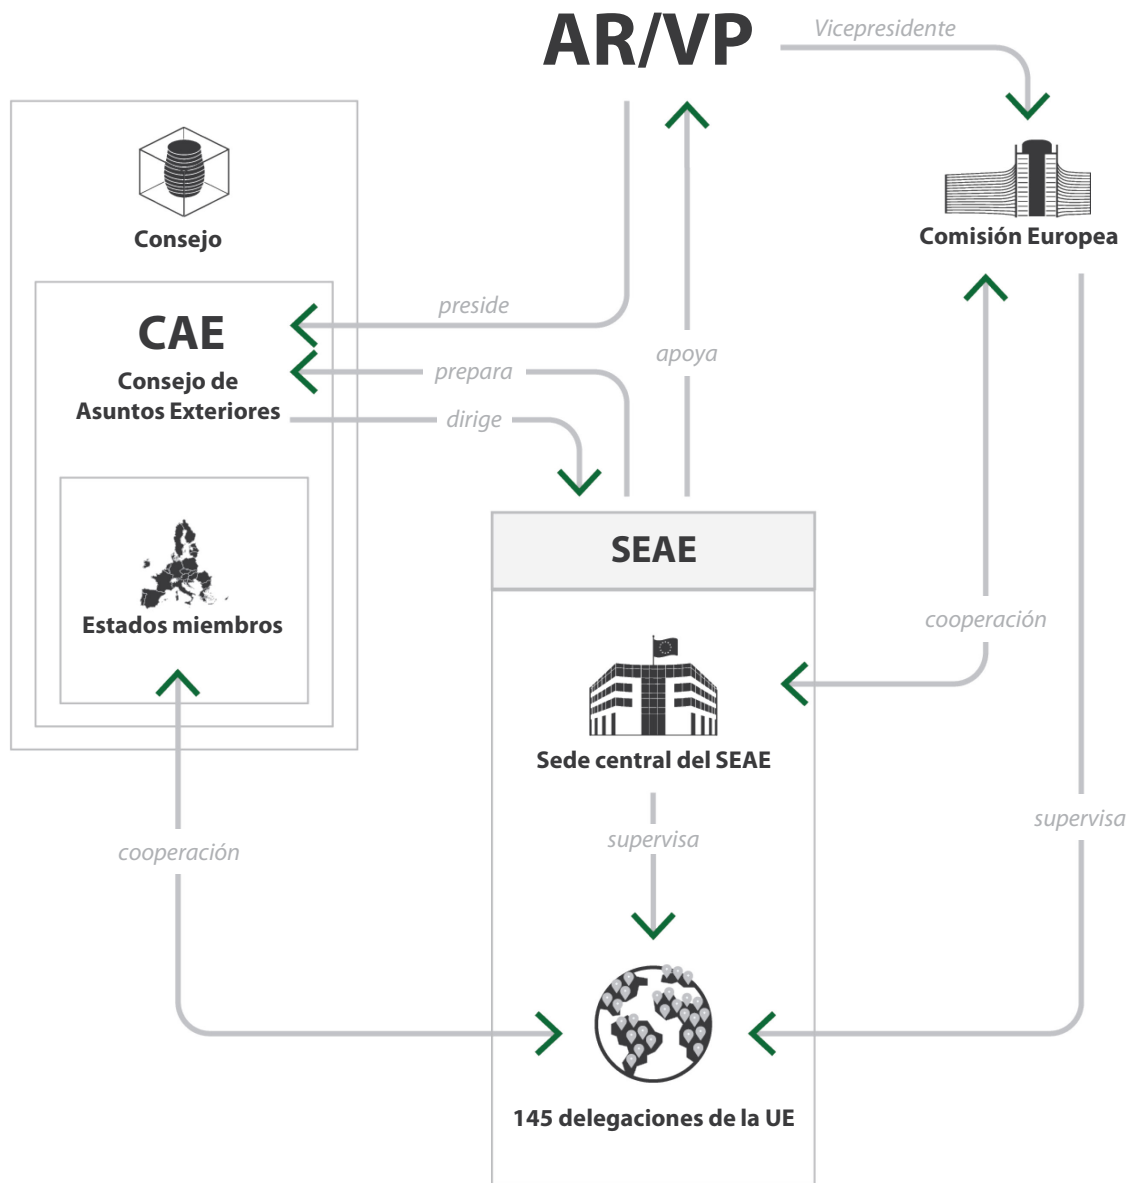 AR/VP
Vicepresidente
Consejo
Comisión Europea
preside
CAE
apoya
prepara
Consejo de
Asuntos Exteriores
dirige
SEAE
Estados miembros
cooperación
Sede central del SEAE
supervisa
supervisa
cooperación
145 delegaciones de la UE